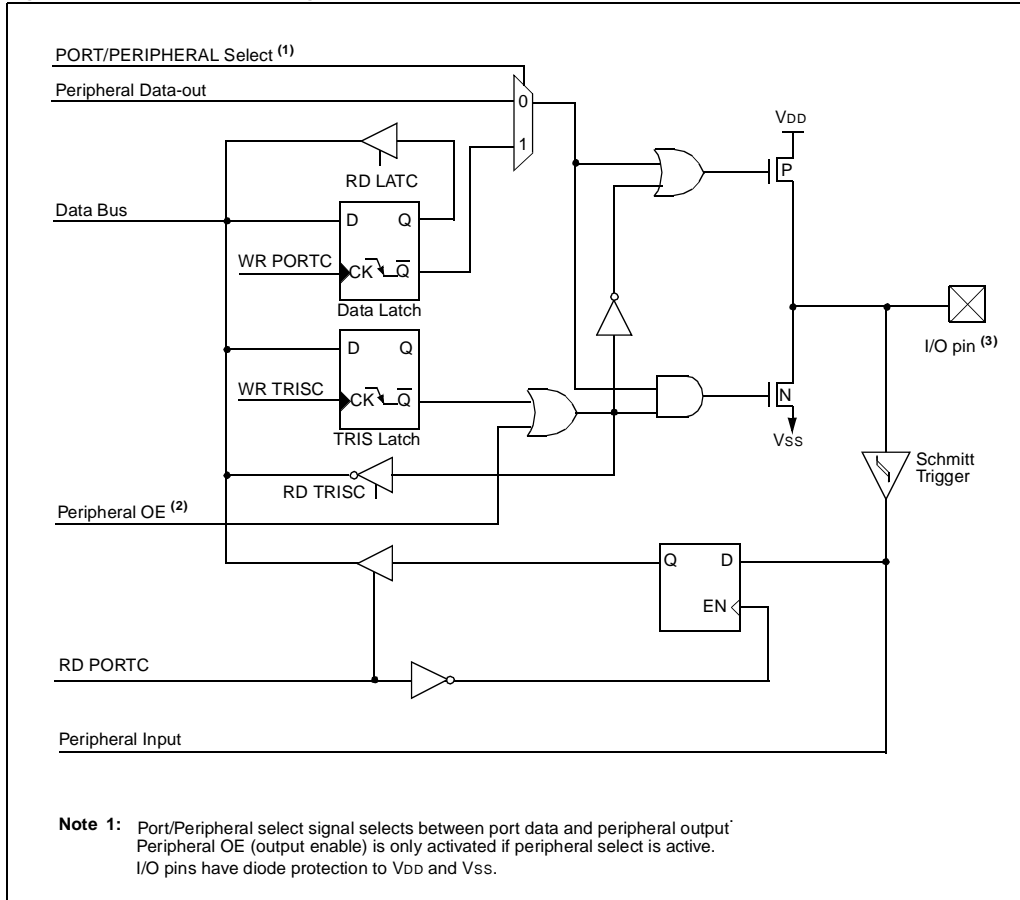 PORT/PERIPHERAL Select (1)
Peripheral Data-out
0
1
VDD
P
RD LATC
Data Bus
D Q
WR PORTC
CK Q̅
Data Latch
I/O pin (3)
D Q
WR TRISC
CK Q̅
TRIS Latch
N
VSS
Schmitt
Trigger
RD TRISC
Peripheral OE (2)
Q D
EN
RD PORTC
Peripheral Input
Note 1: Port/Peripheral select signal selects between port data and peripheral output.
Peripheral OE (output enable) is only activated if peripheral select is active.
I/O pins have diode protection to VDD and VSS.